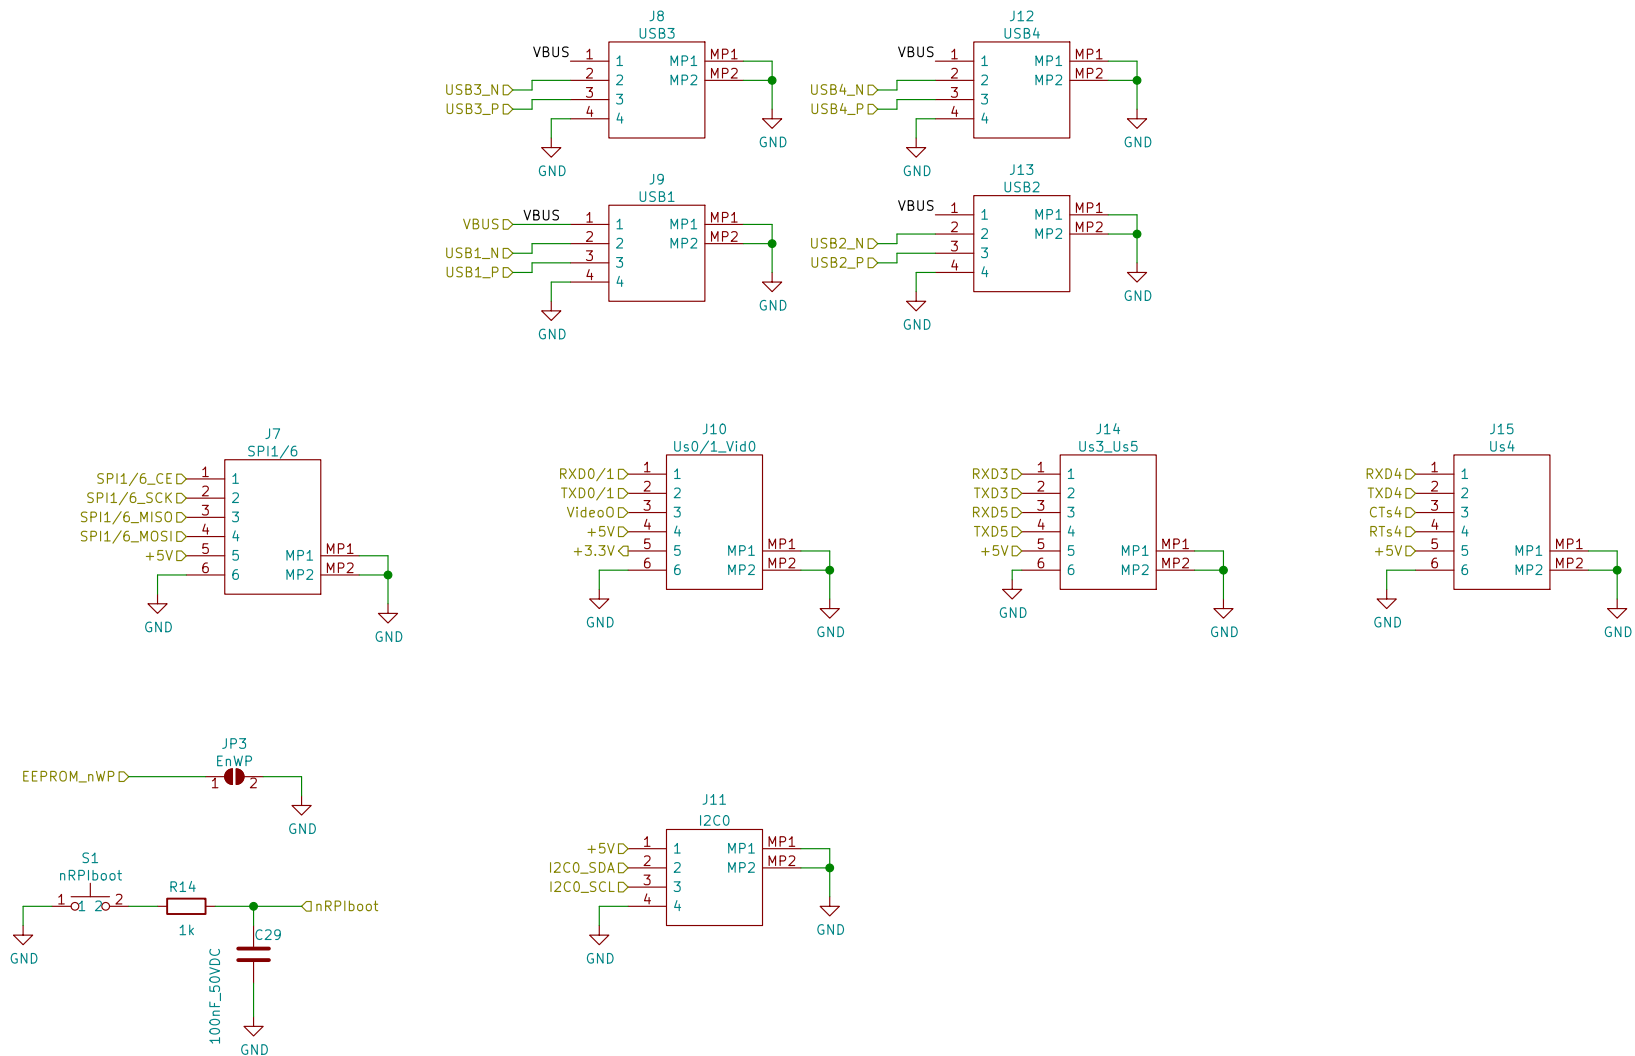 J8
USB3
VBUS
1 1 MP1 MP1
2 2 MP2 MP2
USB3_N
3 3
USB3_P
4 4
GND
GND
J12
USB4
VBUS
1 1 MP1 MP1
2 2 MP2 MP2
USB4_N
3 3
USB4_P
4 4
GND
GND
J9
USB1
VBUS VBUS 1 1 MP1 MP1
2 2 MP2 MP2
USB1_N
3 3
USB1_P
4 4
GND
GND
J13
USB2
VBUS
1 1 MP1 MP1
2 2 MP2 MP2
USB2_N
3 3
USB2_P
4 4
GND
GND
J7
SPI1/6
SPI1/6_CE 1 1
SPI1/6_SCK 2 2
SPI1/6_MISO 3 3
SPI1/6_MOSI 4 4
+5V 5 5 MP1 MP1
6 6 MP2 MP2
GND
GND
J10
Us0/1_Vid0
RXD0/1 1 1
TXD0/1 2 2
VideoO 3 3
+5V 4 4
+3.3V 5 5 MP1 MP1
6 6 MP2 MP2
GND
GND
J14
Us3_Us5
RXD3 1 1
TXD3 2 2
RXD5 3 3
TXD5 4 4
+5V 5 5 MP1 MP1
6 6 MP2 MP2
GND
GND
J15
Us4
RXD4 1 1
TXD4 2 2
CTs4 3 3
RTs4 4 4
+5V 5 5 MP1 MP1
6 6 MP2 MP2
GND
GND
JP3
EnWP
EEPROM_nWP 1 2
GND
S1
nRPIboot
1 1 2 2
GND
R14
1k
nRPIboot
C29
100nF_50VDC
GND
J11
I2C0
+5V 1 1 MP1 MP1
I2C0_SDA 2 2 MP2 MP2
I2C0_SCL 3 3
4 4
GND
GND